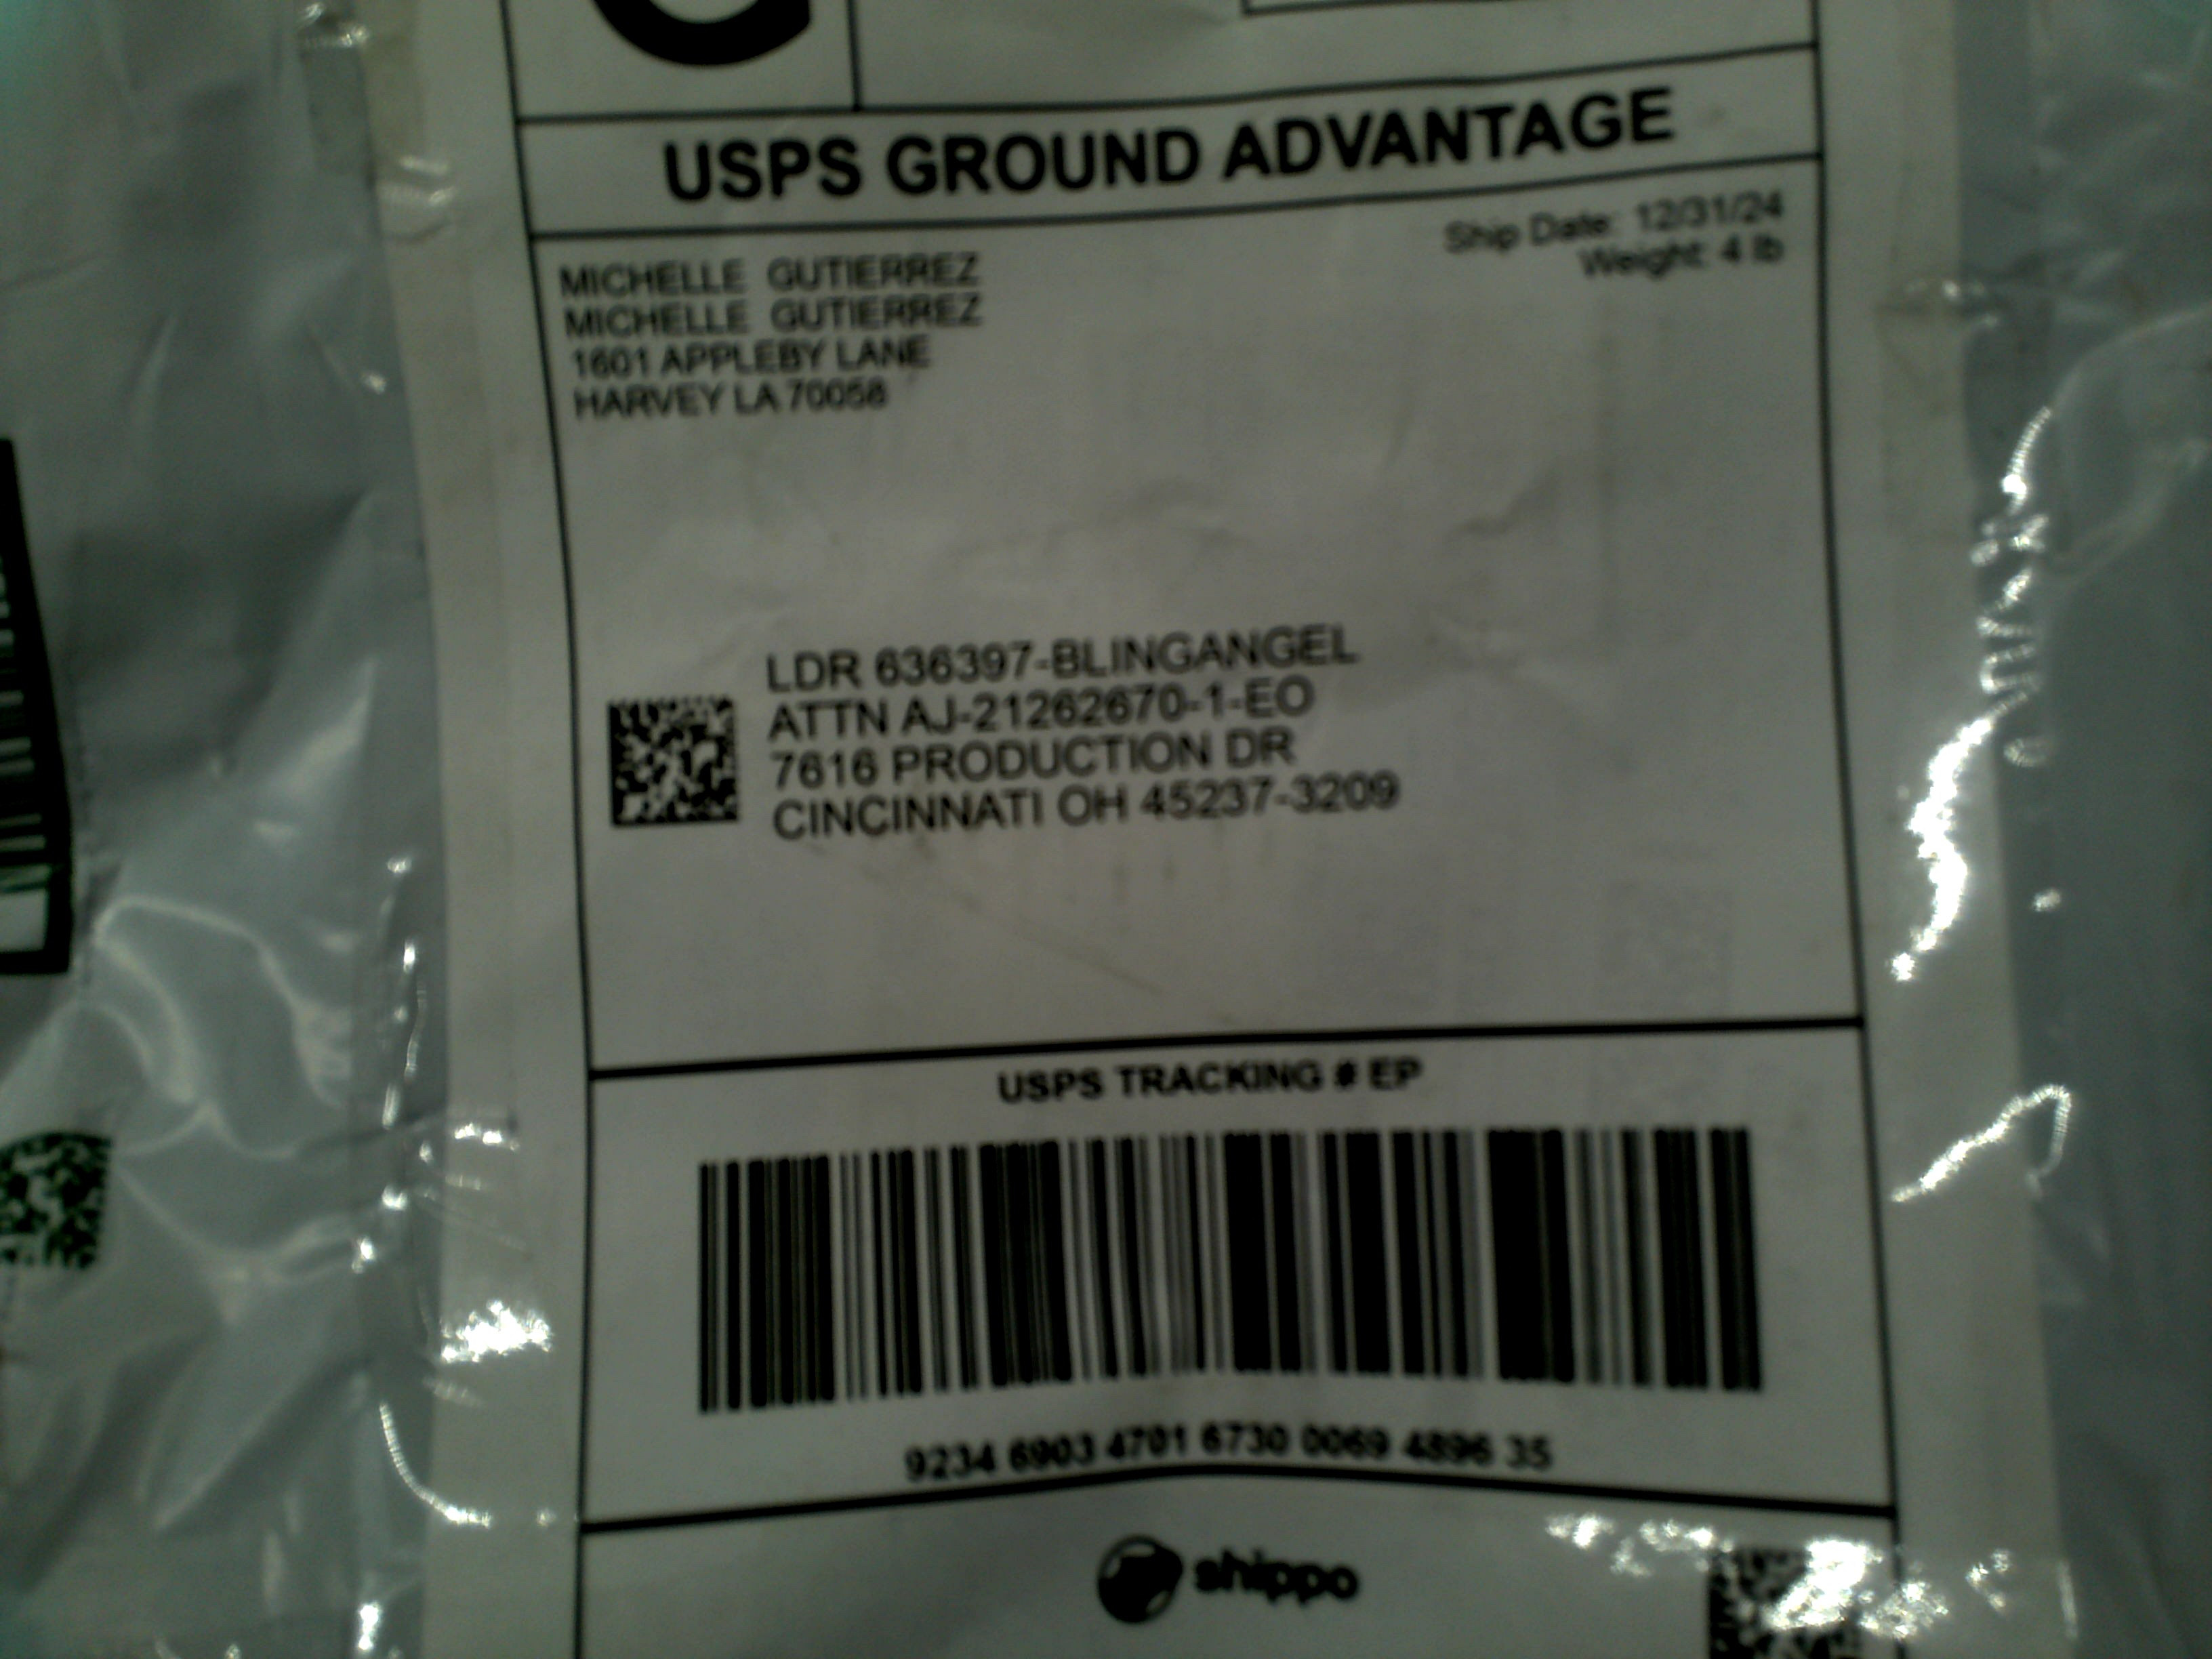 USPS GROUND ADVANTAGE
Ship Date: 12/31/24
Weight: 4 lb
MICHELLE GUTIERREZ
MICHELLE GUTIERREZ
1601 APPLEBY LANE
HARVEY LA 70058
LDR 636397-BLINGANGEL
ATTN AJ-21262670-1-EO
7616 PRODUCTION DR
CINCINNATI OH 45237-3209
USPS TRACKING # EP
9234 6903 4701 6730 0069 4896 35
shippo